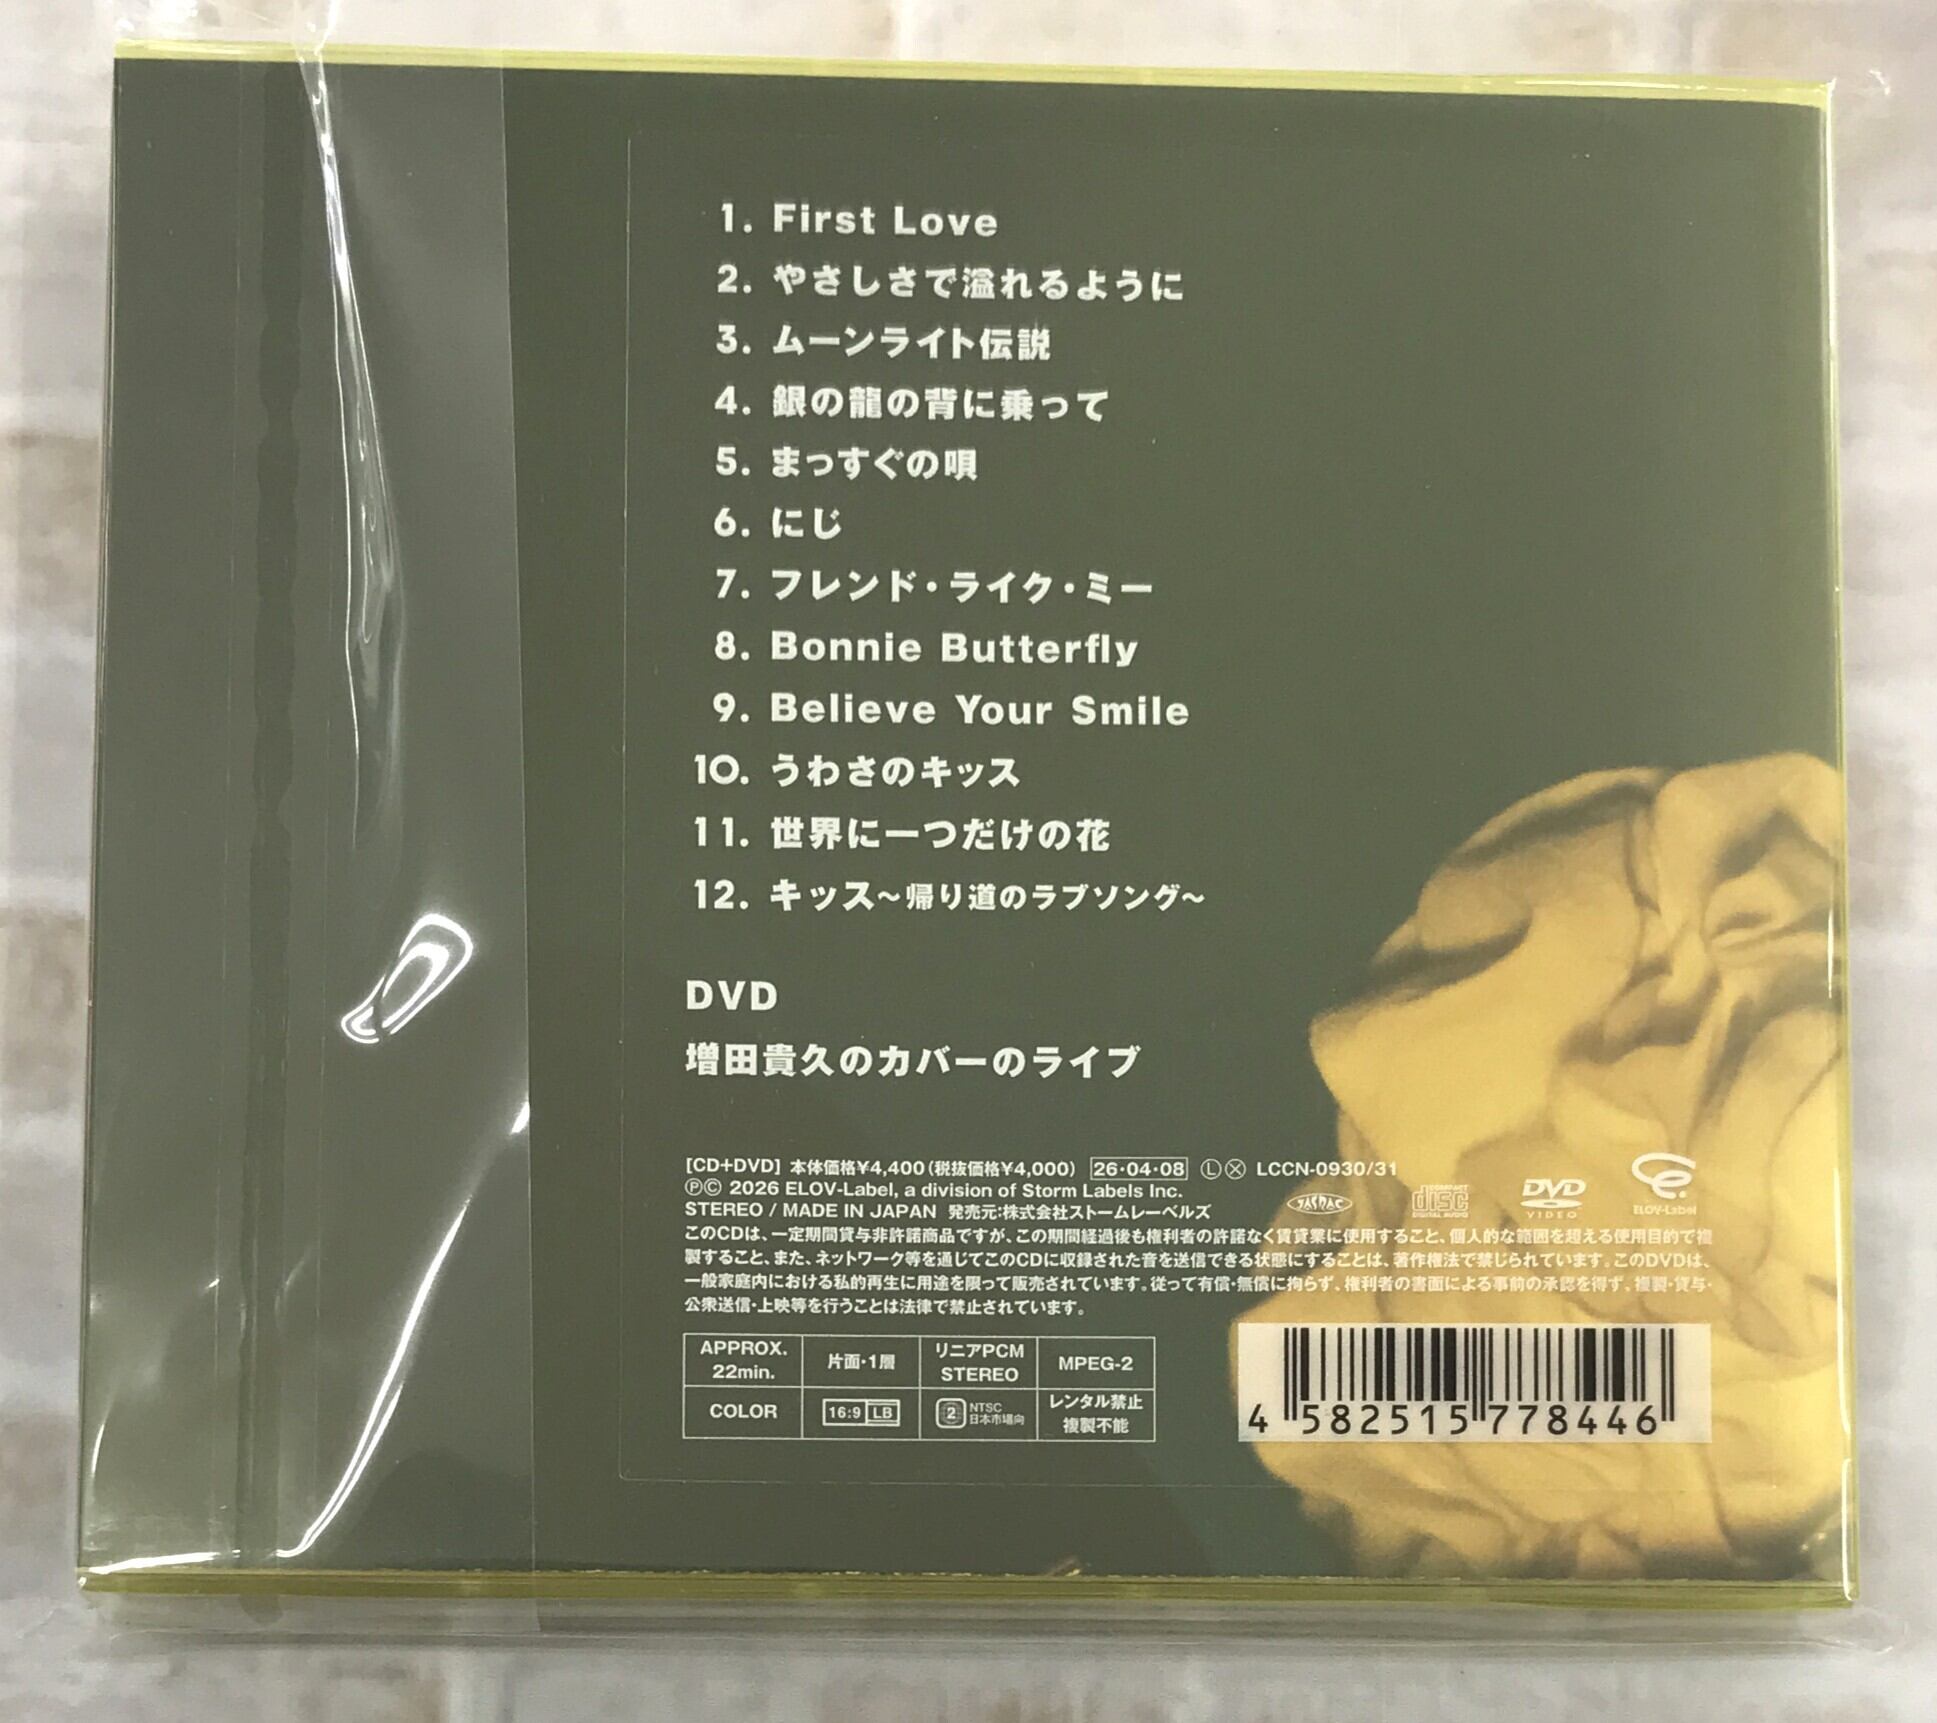 1. First Love
2. やさしさで溢れるように
3. ムーンライト伝説
4. 銀の龍の背に乗って
5. まっすぐの唄
6. にじ
7. フレンド・ライク・ミー
8. Bonnie Butterfly
9. Believe Your Smile
10. うわさのキッス
11. 世界に一つだけの花
12. キッス〜帰り道のラブソング〜
DVD
増田貴久のカバーのライブ
[CD+DVD] 本体価格¥4,400(税抜価格¥4,000) 26・04・08 Ⓛ Ⓧ LCCN-0930/31
ⓅⒸ 2026 ELOV-Label, a division of Storm Labels Inc.
STEREO / MADE IN JAPAN 発売元:株式会社ストームレーベルズ
JASRAC COMPACT disc DIGITAL AUDIO DVD VIDEO ELOV-Label
このCDは、一定期間貸与非許諾商品ですが、この期間経過後も権利者の許諾なく賃貸業に使用すること、個人的な範囲を超える使用目的で複
製すること、また、ネットワーク等を通じてこのCDに収録された音を送信できる状態にすることは、著作権法で禁じられています。このDVDは、
一般家庭内における私的再生に用途を限って販売されています。従って有償・無償に拘らず、権利者の書面による事前の承認を得ず、複製・貸与・
公衆送信・上映等を行うことは法律で禁止されています。
APPROX. 22min. 片面・1層 リニアPCM STEREO MPEG-2
COLOR 16:9 LB 2 NTSC 日本市場向 レンタル禁止 複製不能
4 582515 778446